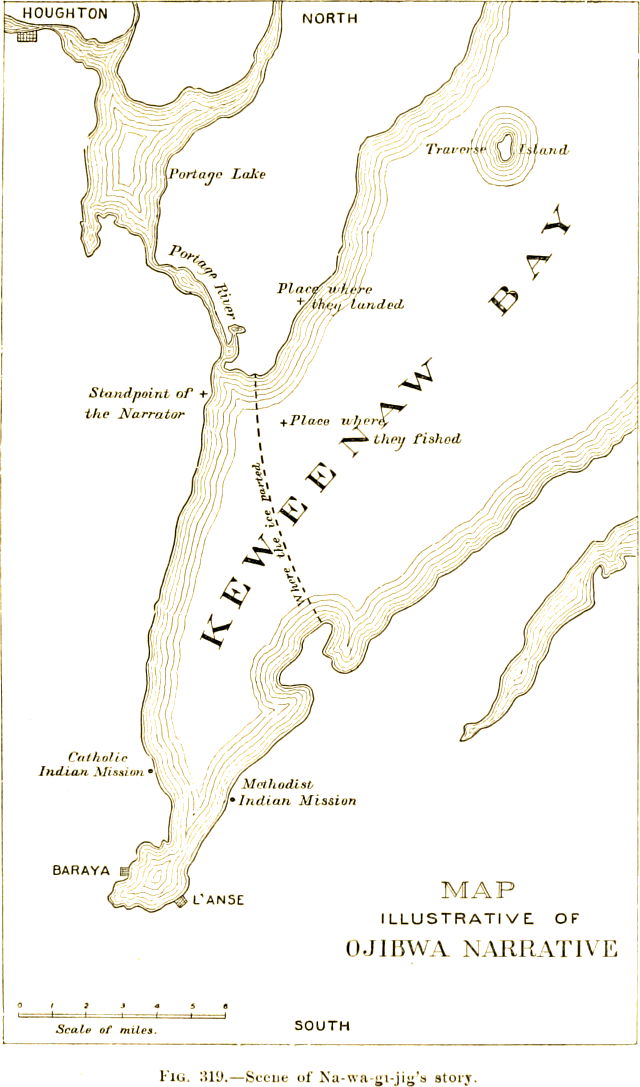 HOUGHTON
NORTH
Traverse Island
Portage Lake
Portage River
BAY
Place where
they landed
Standpoint of
the Narrator
Place where
they fished
KEWEENAW
Where the ice parted
Catholic
Indian Mission
Methodist
Indian Mission
BARAYA
L'ANSE
MAP
ILLUSTRATIVE OF
OJIBWA NARRATIVE
0 1 2 3 4 5 6
Scale of miles.
SOUTH
FIG. 319.—Scene of Na-wa-gi-jig's story.